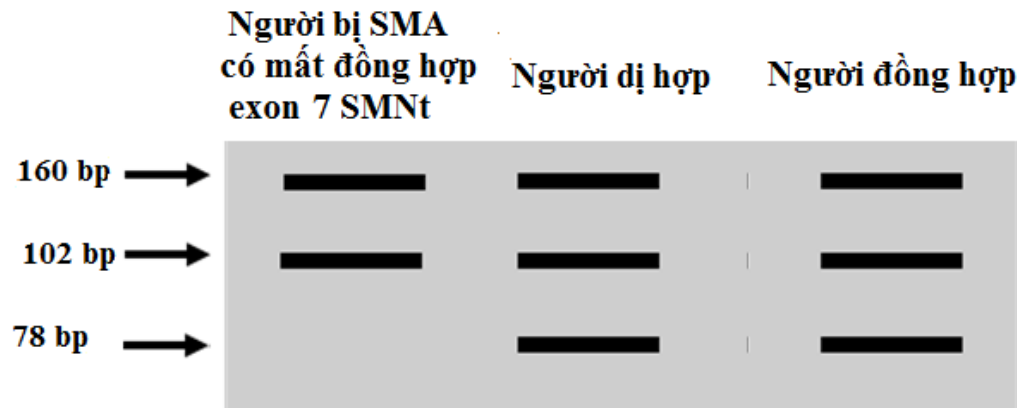 Người bị SMA
có mất đồng hợp
exon 7 SMNt
Người dị hợp
Người đồng hợp
160 bp
102 bp
78 bp